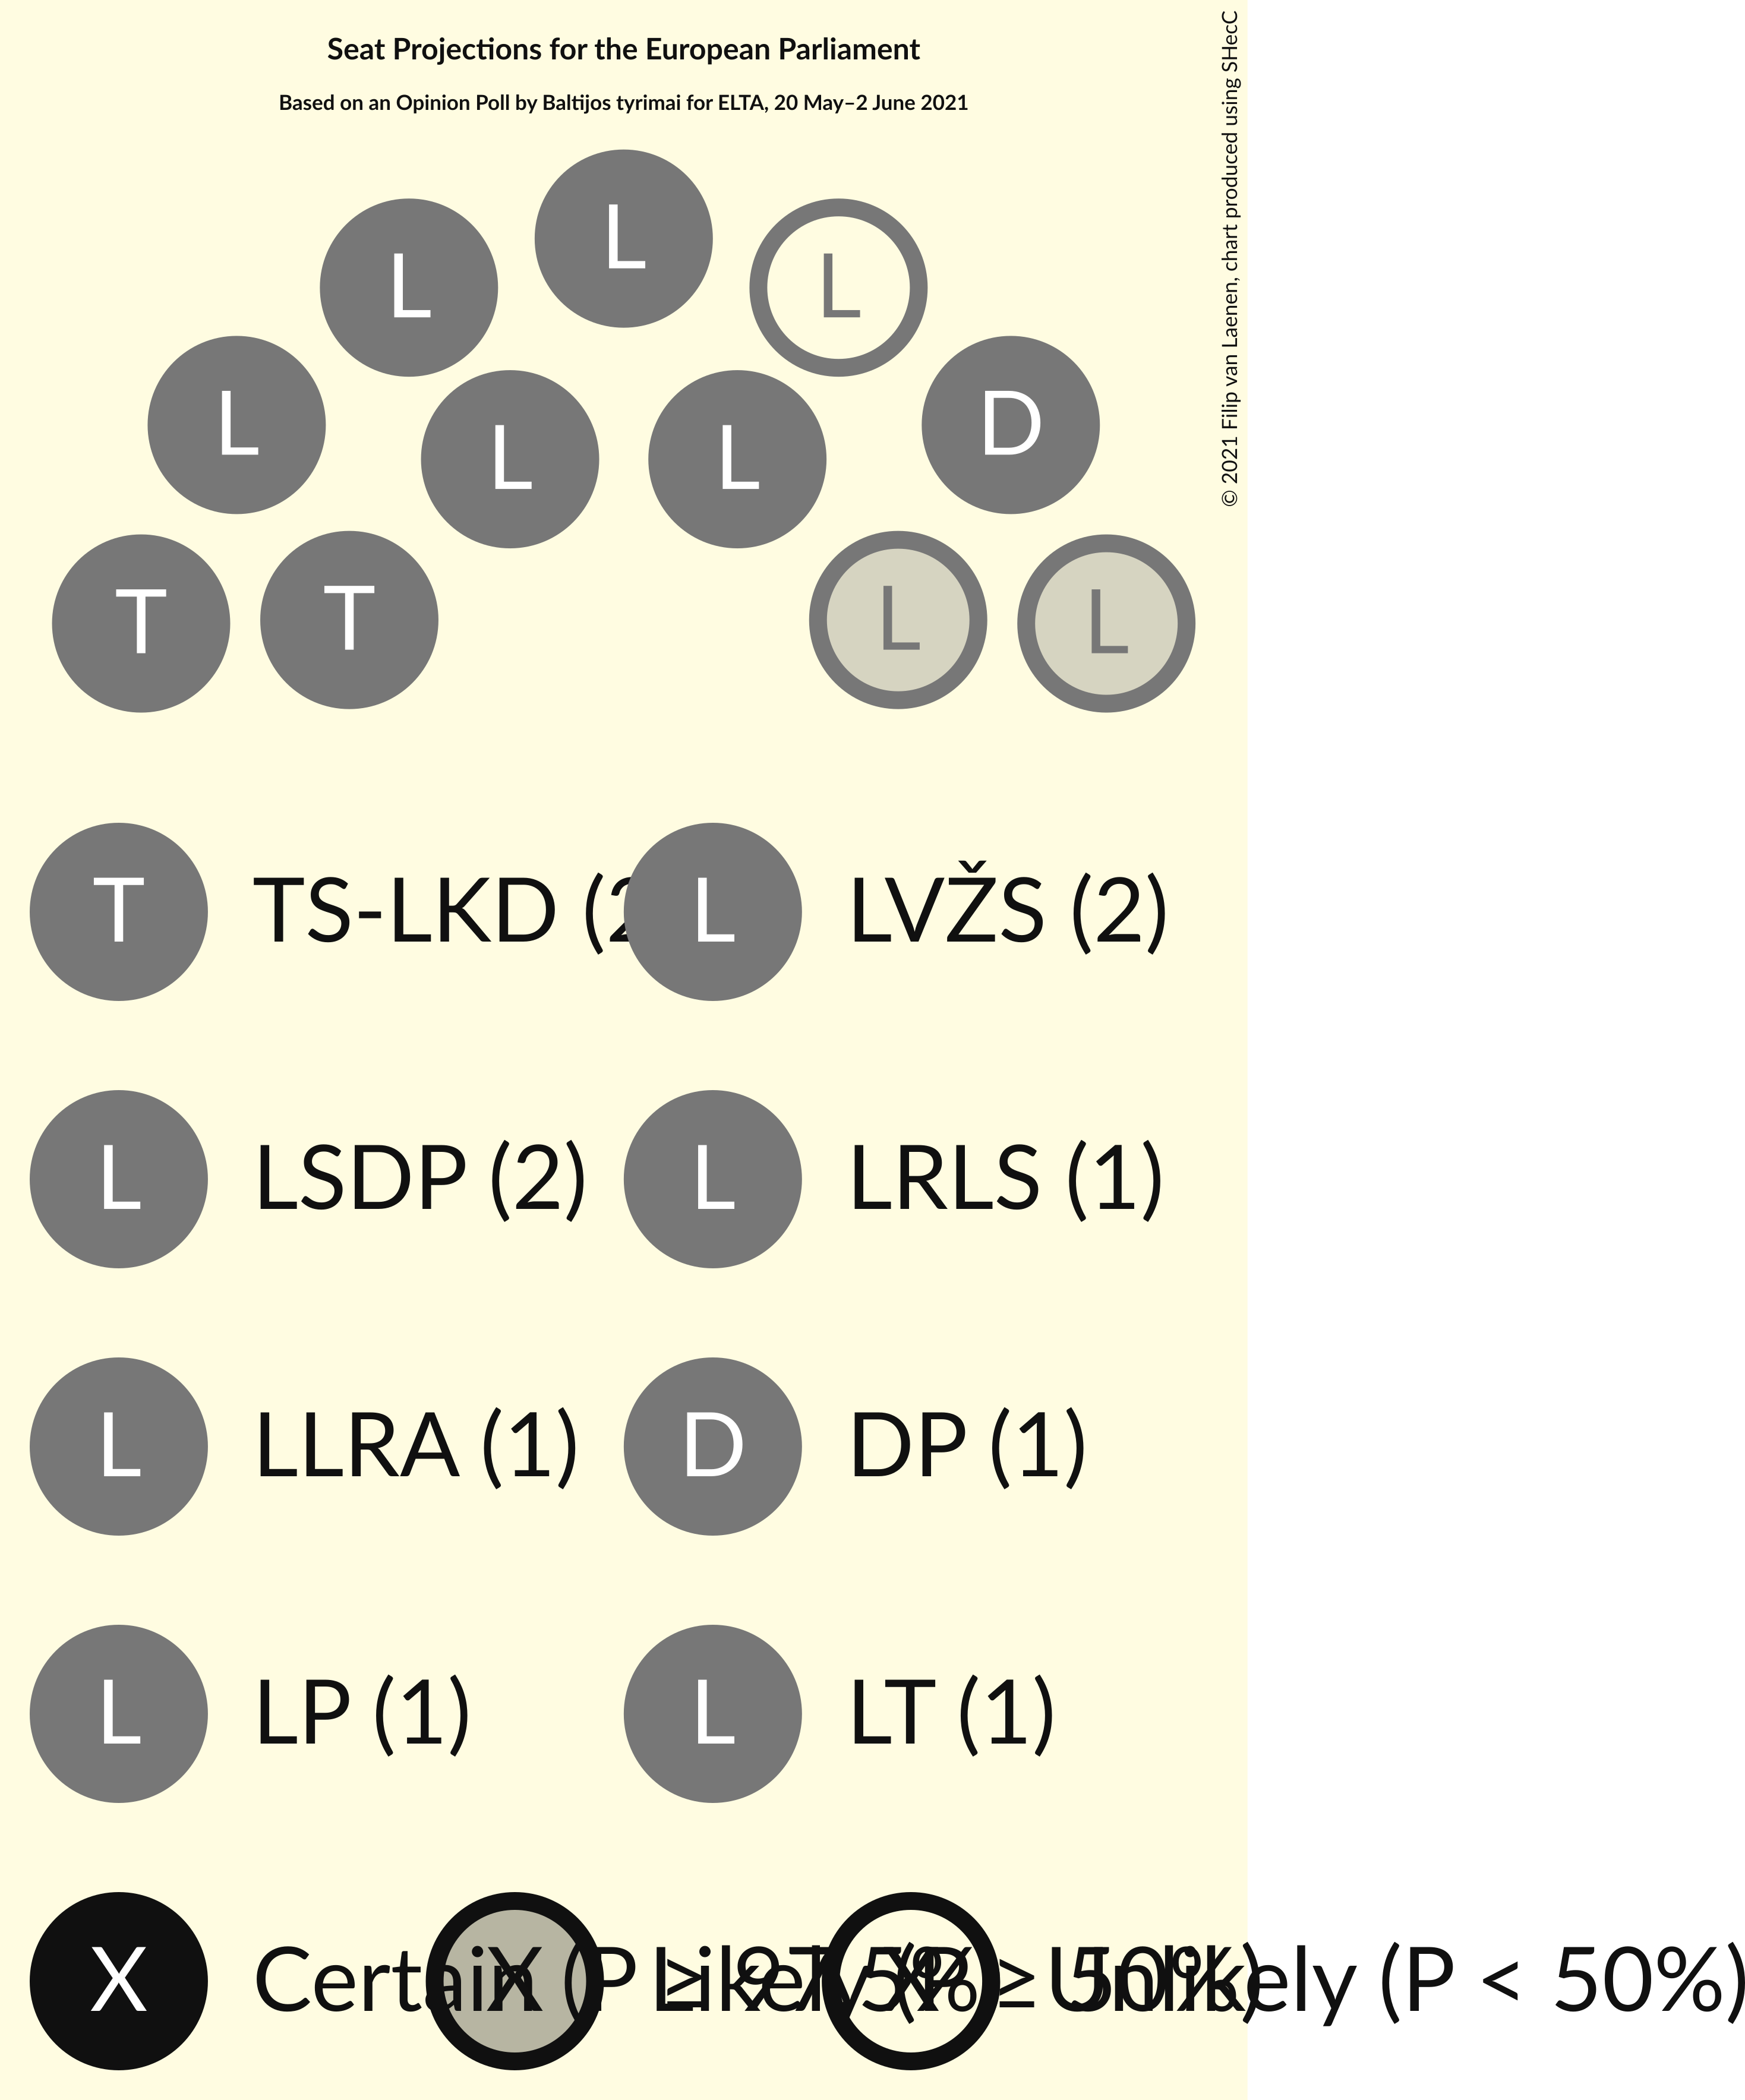 Seat Projections for the European Parliament
Based on an Opinion Poll by Baltijos tyrimai for ELTA, 20 May–2 June 2021
© 2021 Filip van Laenen, chart produced using SHecC
L
L L
L D
L L
T T L L
T TS-LKD (2 L LVŽS (2)
L LSDP (2) L LRLS (1)
L LLRA (1) D DP (1)
L LP (1) L LT (1)
X Certain (P ≥ 97.5%) X Likely (P ≥ 50%) X Unlikely (P < 50%)